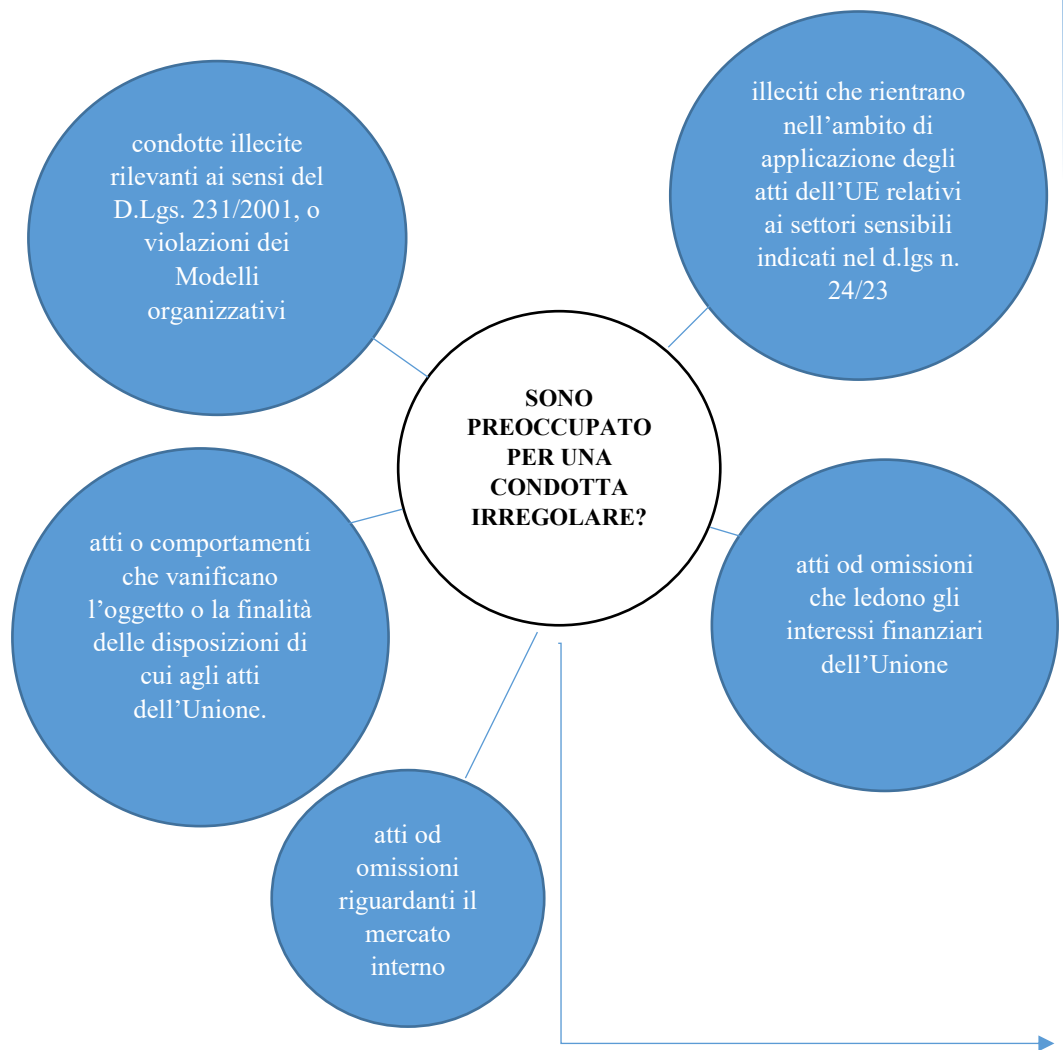 condotte illecite
rilevanti ai sensi del
D.Lgs. 231/2001, o
violazioni dei
Modelli
organizzativi
illeciti che rientrano
nell’ambito di
applicazione degli
atti dell’UE relativi
ai settori sensibili
indicati nel d.lgs n.
24/23
SONO
PREOCCUPATO
PER UNA
CONDOTTA
IRREGOLARE?
atti o comportamenti
che vanificano
l’oggetto o la finalità
delle disposizioni di
cui agli atti
dell’Unione.
atti od omissioni
che ledono gli
interessi finanziari
dell’Unione
atti od
omissioni
riguardanti il
mercato
interno